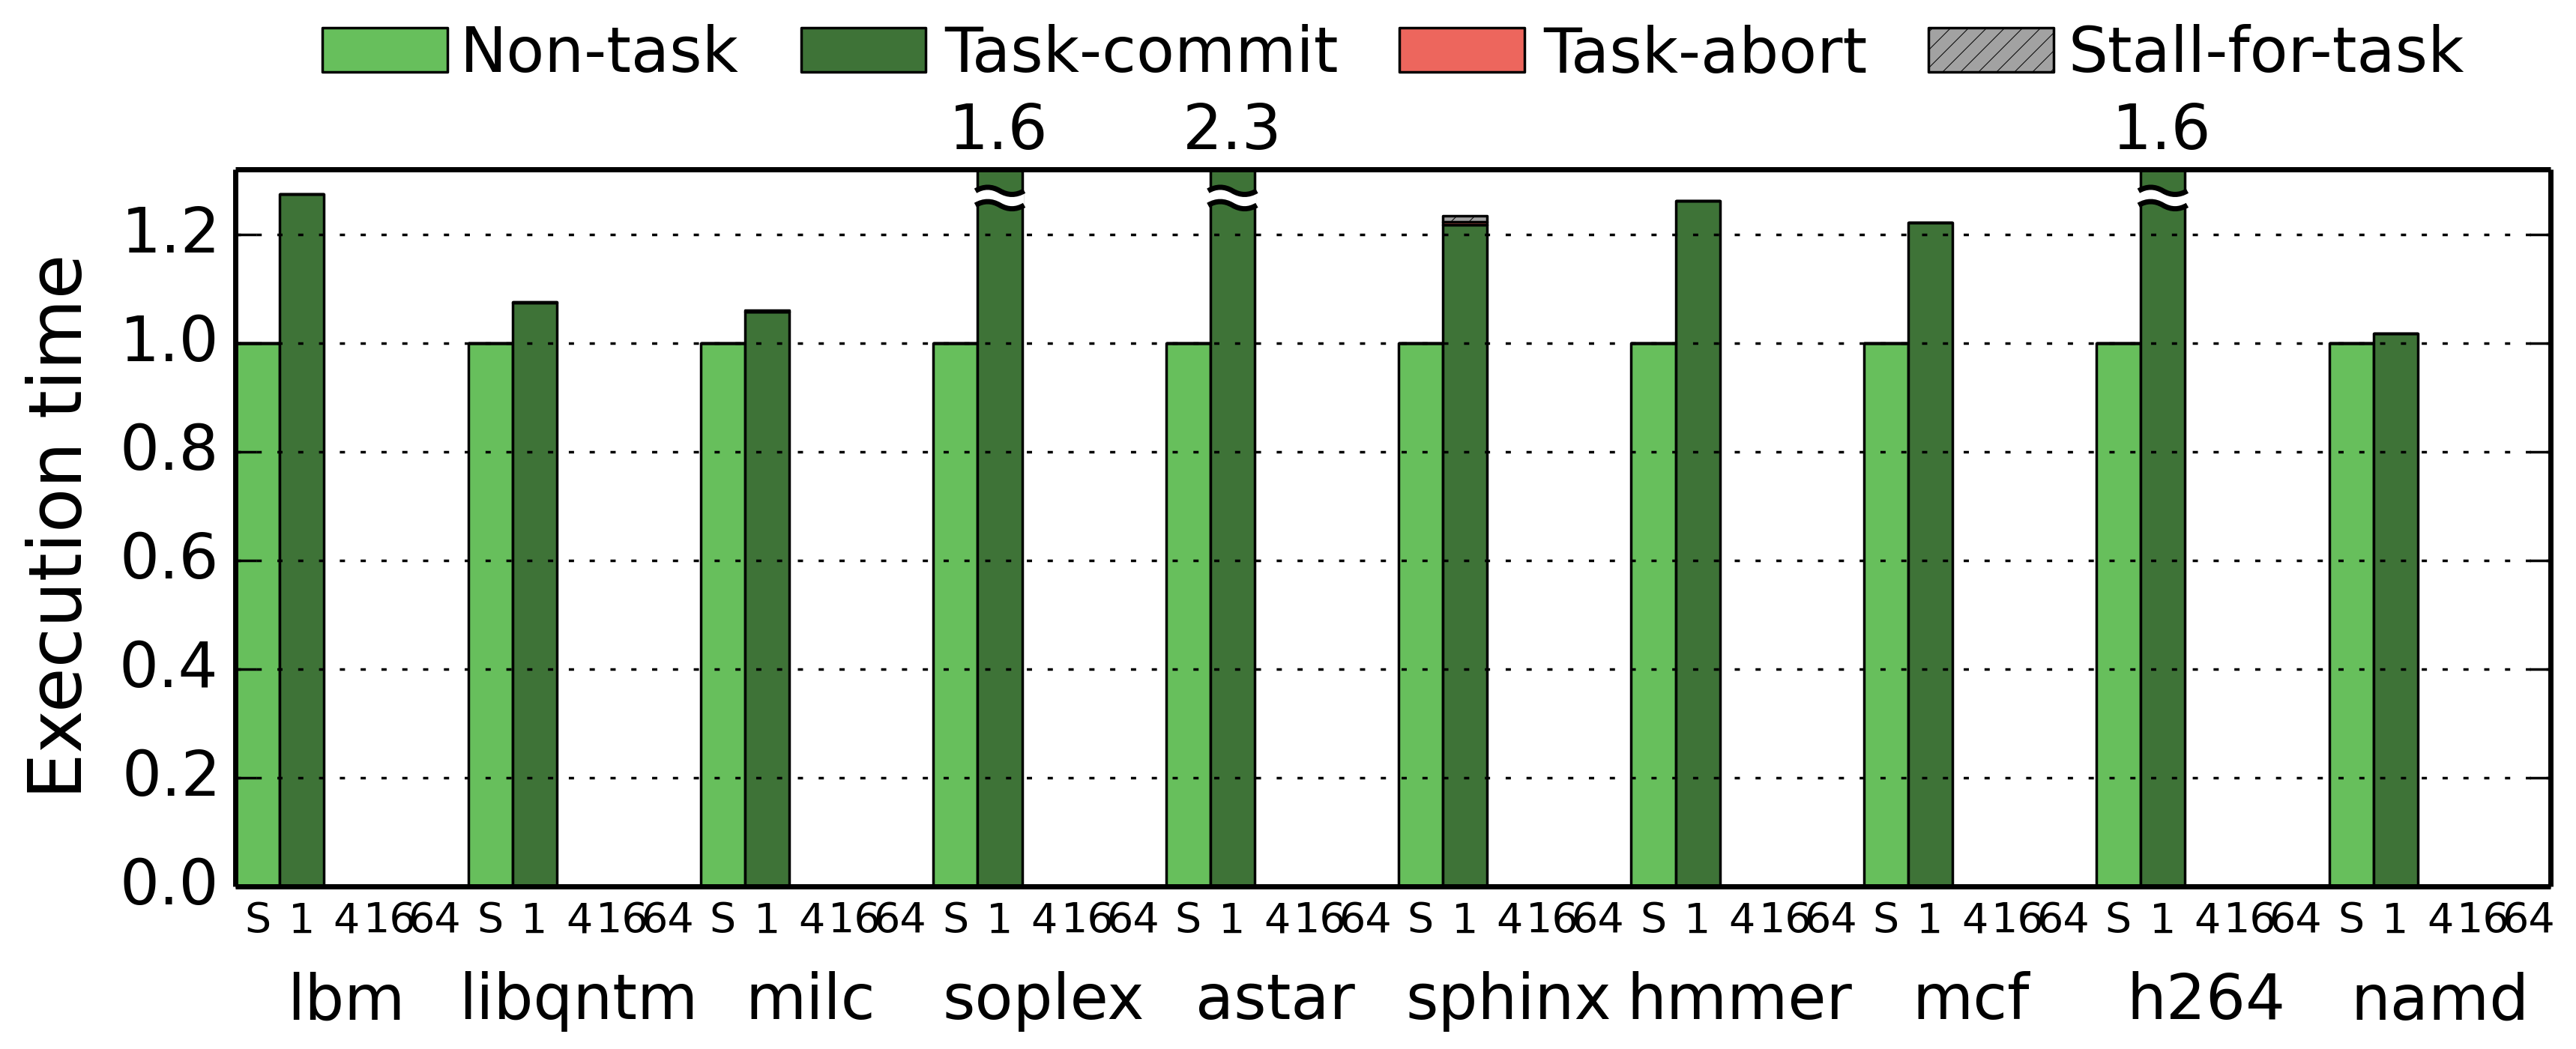 Non-task Task-commit Task-abort Stall-for-task
1.6 2.3 1.6
Execution time
1.2
1.0
0.8
0.6
0.4
0.2
0.0
S 1 4 16 64 S 1 4 16 64 S 1 4 16 64 S 1 4 16 64 S 1 4 16 64 S 1 4 16 64 S 1 4 16 64 S 1 4 16 64 S 1 4 16 64 S 1 4 16 64
lbm libqntm milc soplex astar sphinx hmmer mcf h264 namd